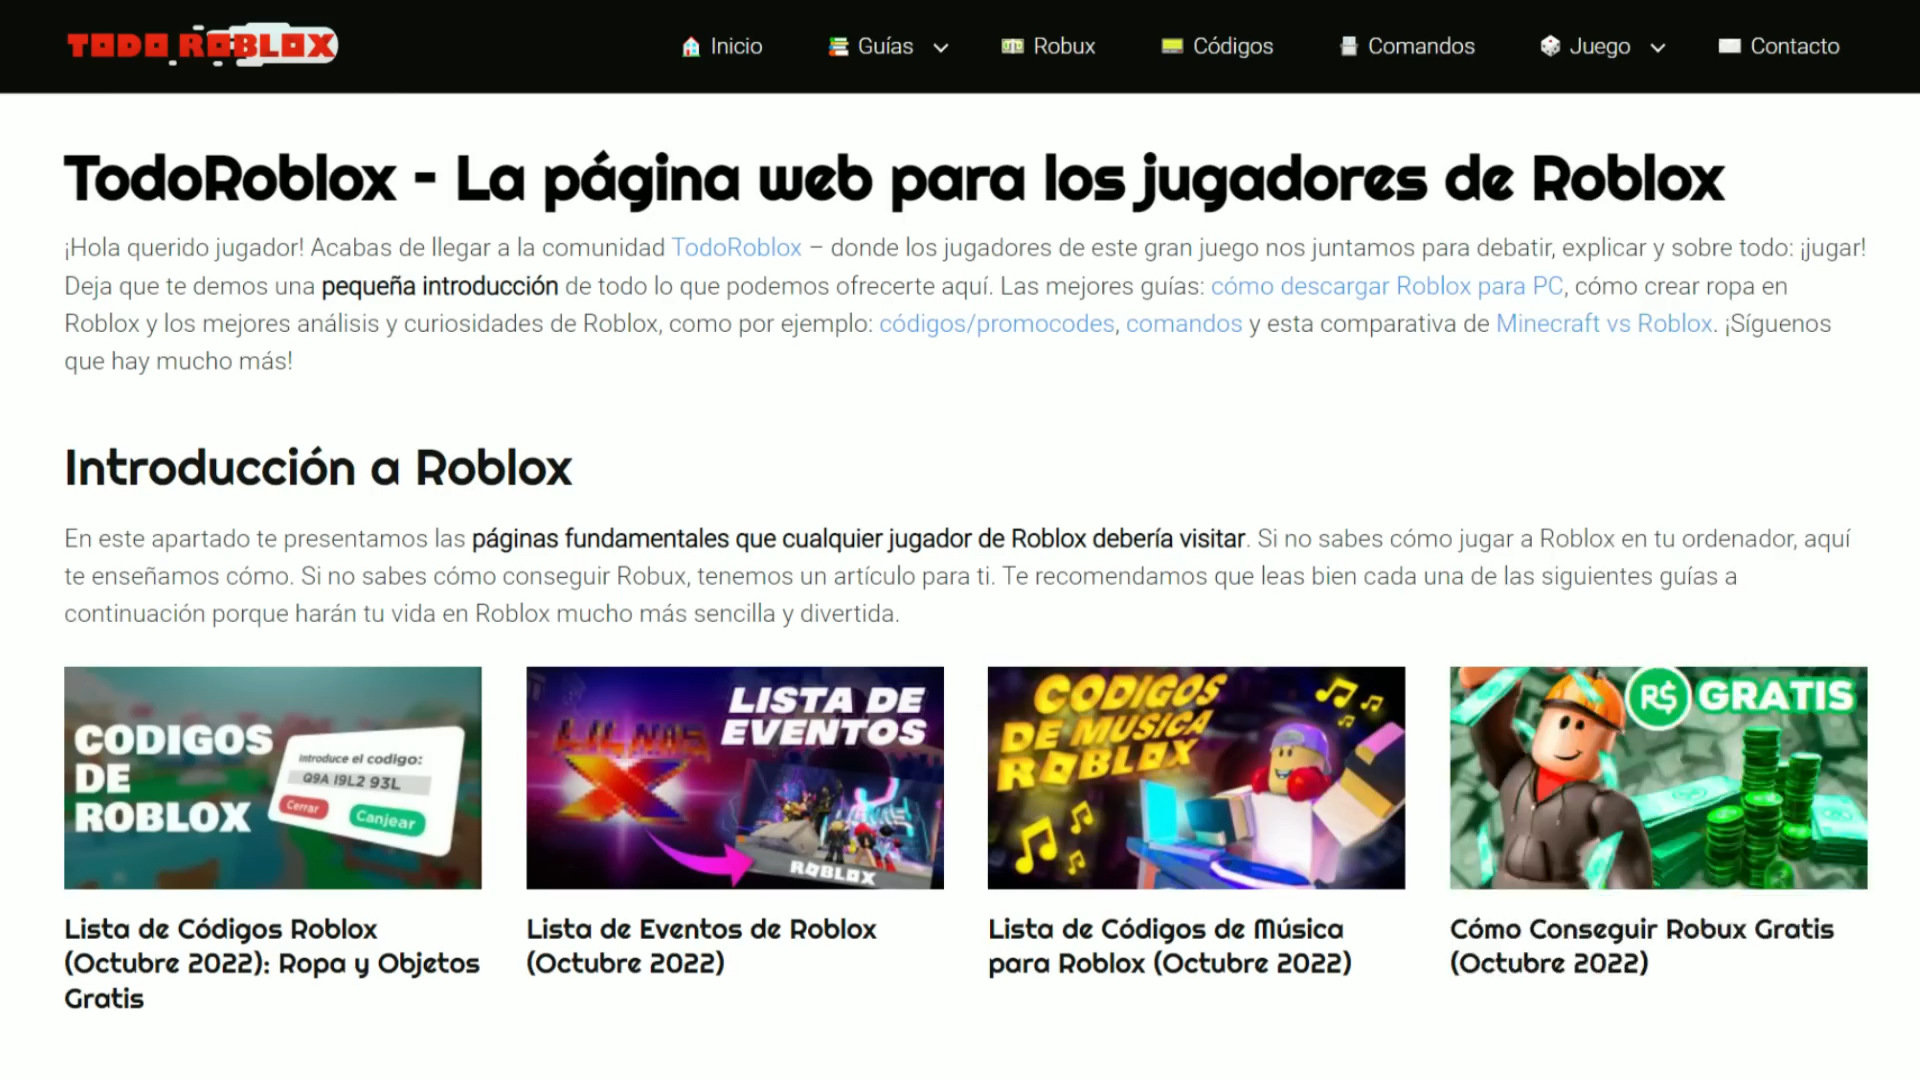 TODO ROBLOX
Inicio
Guías
Robux
Códigos
Comandos
Juego
Contacto
TodoRoblox - La página web para los jugadores de Roblox
¡Hola querido jugador! Acabas de llegar a la comunidad TodoRoblox – donde los jugadores de este gran juego nos juntamos para debatir, explicar y sobre todo: ¡jugar!
Deja que te demos una pequeña introducción de todo lo que podemos ofrecerte aquí. Las mejores guías: cómo descargar Roblox para PC, cómo crear ropa en
Roblox y los mejores análisis y curiosidades de Roblox, como por ejemplo: códigos/promocodes, comandos y esta comparativa de Minecraft vs Roblox. ¡Síguenos
que hay mucho más!
Introducción a Roblox
En este apartado te presentamos las páginas fundamentales que cualquier jugador de Roblox debería visitar. Si no sabes cómo jugar a Roblox en tu ordenador, aquí
te enseñamos cómo. Si no sabes cómo conseguir Robux, tenemos un artículo para ti. Te recomendamos que leas bien cada una de las siguientes guías a
continuación porque harán tu vida en Roblox mucho más sencilla y divertida.
CODIGOS
DE
ROBLOX
Introduce el codigo:
Q9A I9L2 93L
Cerrar
Canjear
LISTA DE
EVENTOS
LIL NAS
X
ROBLOX
CODIGOS
DE MUSICA
ROBLOX
R$ GRATIS
Lista de Códigos Roblox
(Octubre 2022): Ropa y Objetos
Gratis
Lista de Eventos de Roblox
(Octubre 2022)
Lista de Códigos de Música
para Roblox (Octubre 2022)
Cómo Conseguir Robux Gratis
(Octubre 2022)